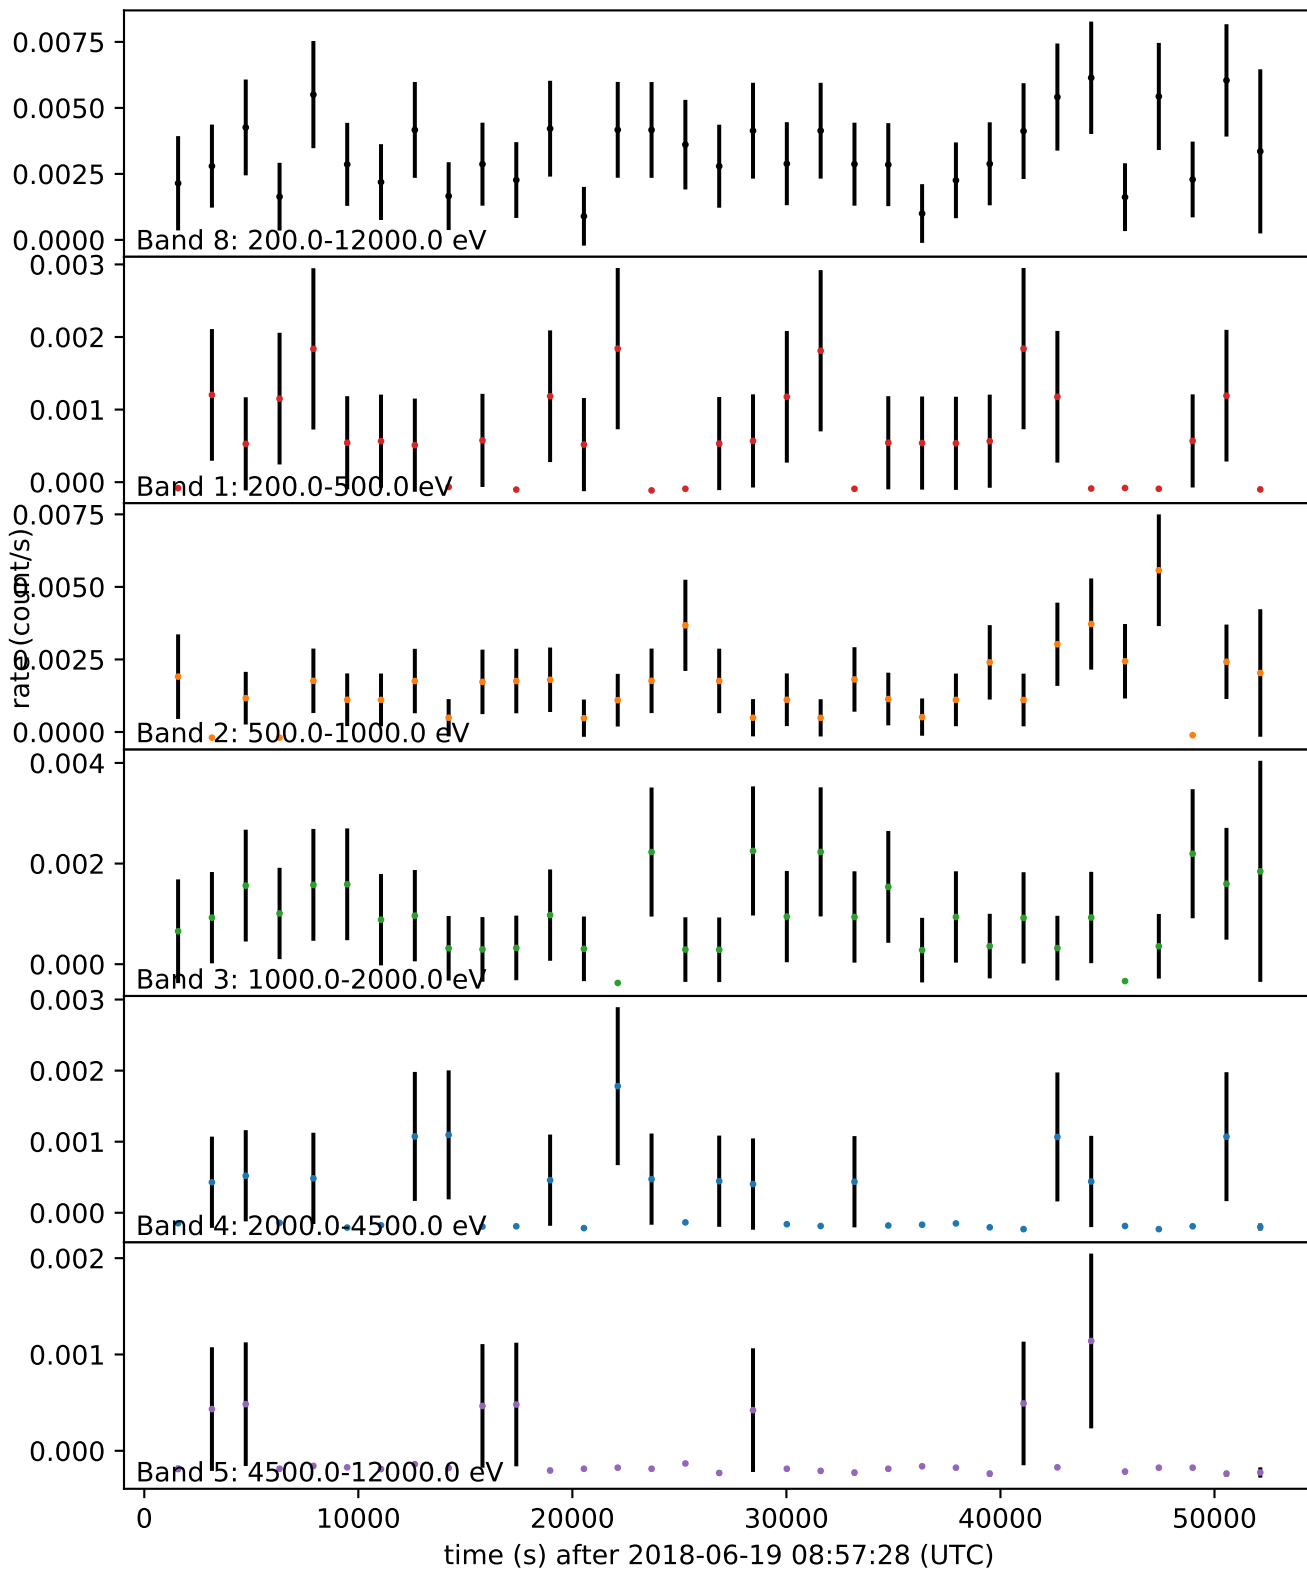 0.0075
0.0050
0.0025
0.0000
Band 8: 200.0-12000.0 eV
0.003
0.002
0.001
0.000
Band 1: 200.0-500.0 eV
rate (count/s)
0.0075
0.0050
0.0025
0.0000
Band 2: 500.0-1000.0 eV
0.004
0.002
0.000
Band 3: 1000.0-2000.0 eV
0.003
0.002
0.001
0.000
Band 4: 2000.0-4500.0 eV
0.002
0.001
0.000
Band 5: 4500.0-12000.0 eV
0 10000 20000 30000 40000 50000
time (s) after 2018-06-19 08:57:28 (UTC)